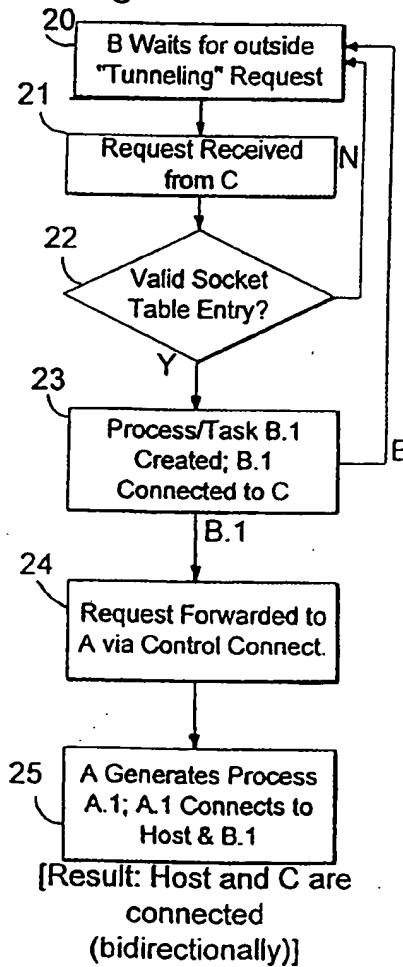 20
B Waits for outside
"Tunneling" Request
21
Request Received
from C
N
22
Valid Socket
Table Entry?
Y
23
Process/Task B.1
Created; B.1
Connected to C
B
B.1
24
Request Forwarded to
A via Control Connect.
25
A Generates Process
A.1; A.1 Connects to
Host & B.1
[Result: Host and C are
connected
(bidirectionally)]